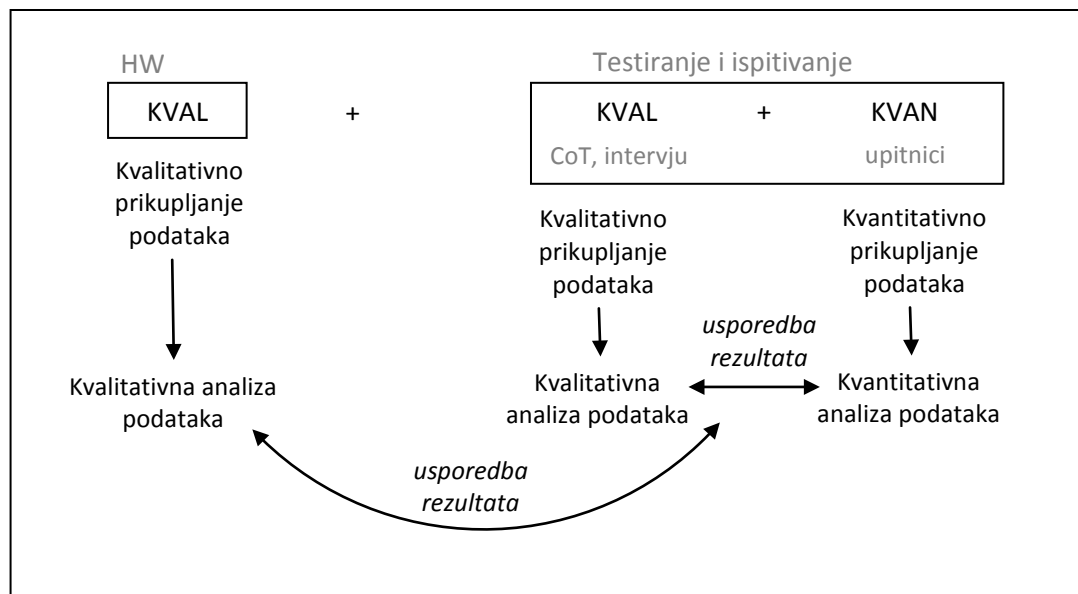 HW
KVAL
+
Testiranje i ispitivanje
KVAL
+
KVAN
CoT, intervju
upitnici
Kvalitativno
prikupljanje
podataka
Kvalitativno
prikupljanje
podataka
Kvantitativno
prikupljanje
podataka
usporedba
rezultata
Kvalitativna analiza
podataka
Kvalitativna
analiza podataka
Kvantitativna
analiza podataka
usporedba
rezultata